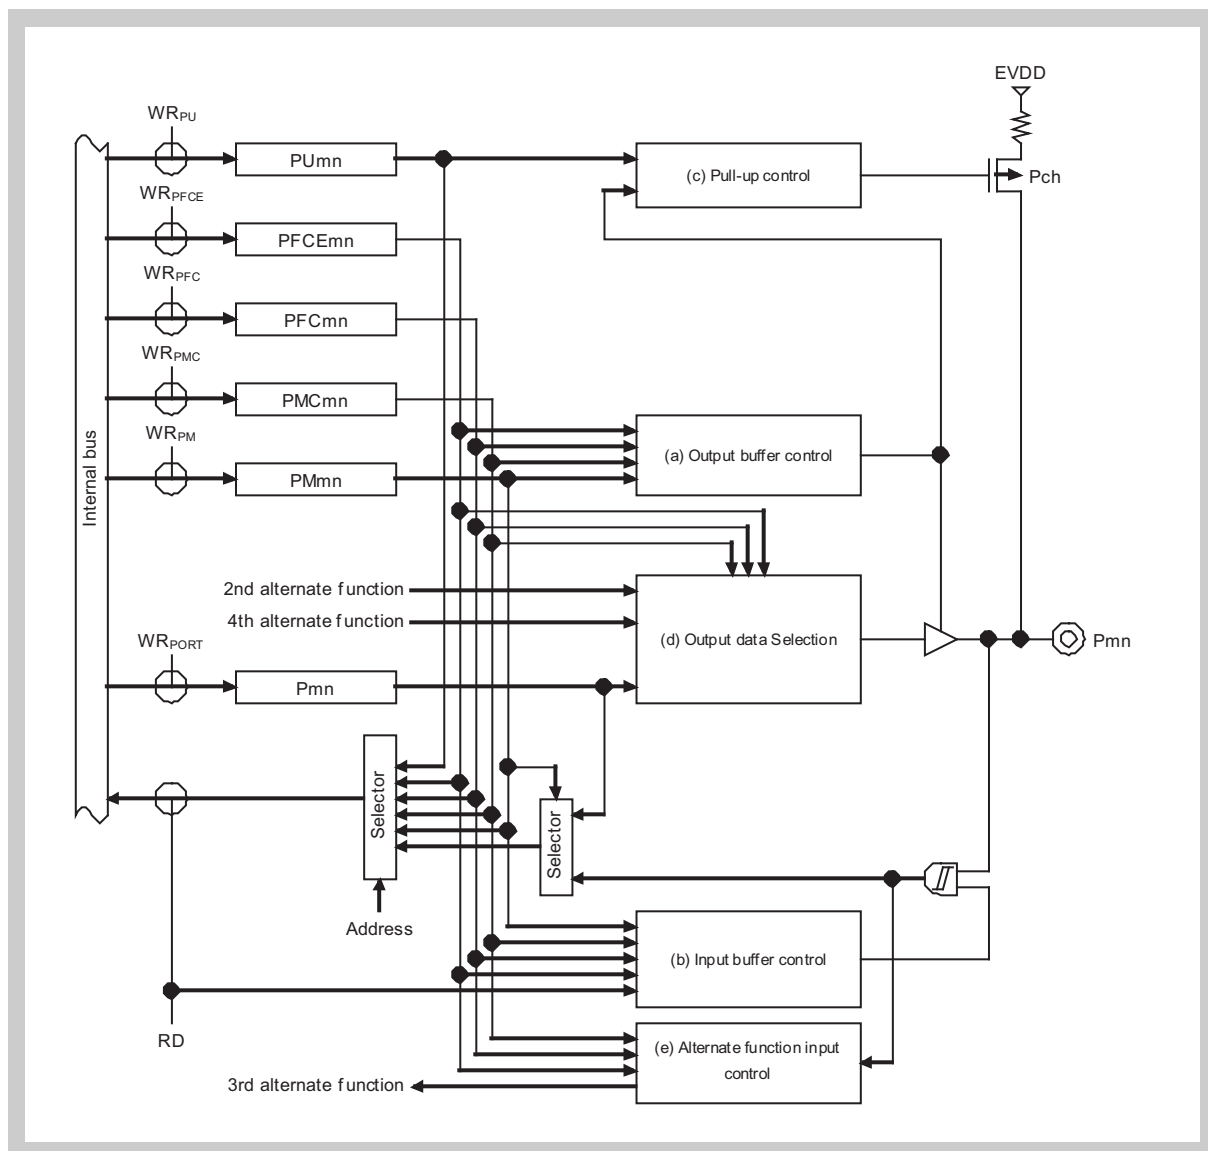 EVDD
WRPU
PUmn
(c) Pull-up control
Pch
WRPFCE
PFCEmn
WRPFC
PFCmn
WRPMC
PMCmn
WRPM
PMmn
(a) Output buffer control
Internal bus
2nd alternate function
4th alternate function
(d) Output data Selection
Pmn
WRPORT
Pmn
Selector
Selector
Address
(b) Input buffer control
RD
(e) Alternate function input
control
3rd alternate function